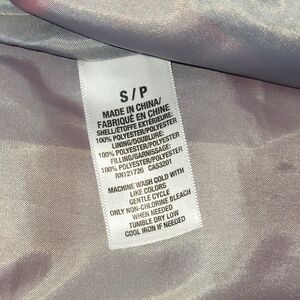 S / P
MADE IN CHINA/
FABRIQUÉ EN CHINE
SHELL/ÉTOFFE EXTÉRIEURE:
100% POLYESTER/POLYESTER
LINING/DOUBLURE:
100% POLYESTER/POLYESTER
FILLING/GARNISSAGE:
100% POLYESTER/POLYESTER
RN121726 CA53201
MACHINE WASH COLD WITH
LIKE COLORS
GENTLE CYCLE
ONLY NON-CHLORINE BLEACH
WHEN NEEDED
TUMBLE DRY LOW
COOL IRON IF NEEDED